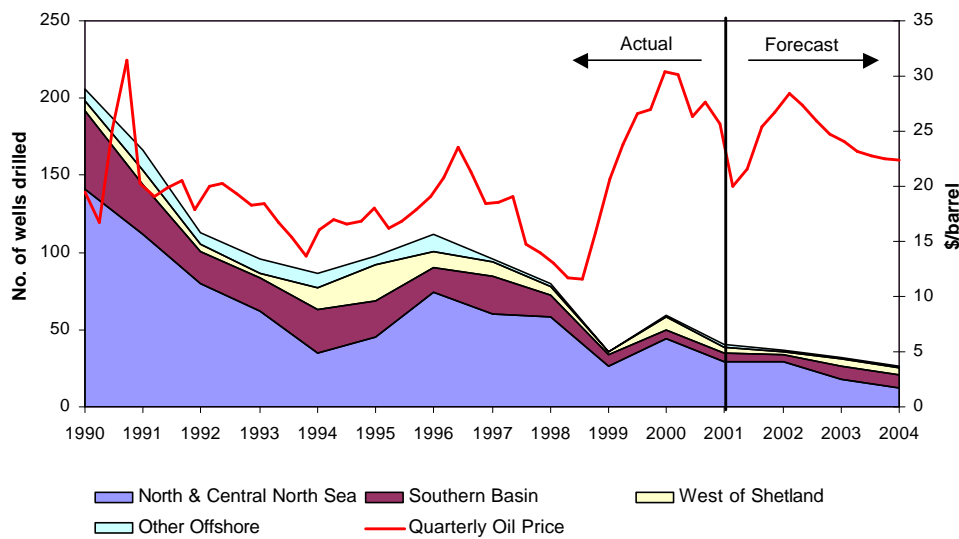 250
200
150
100
50
0
No. of wells drilled
Actual
Forecast
35
30
25
20
15
10
5
0
$/barrel
1990 1991 1992 1993 1994 1995 1996 1997 1998 1999 2000 2001 2002 2003 2004
North & Central North Sea Southern Basin West of Shetland
Other Offshore Quarterly Oil Price